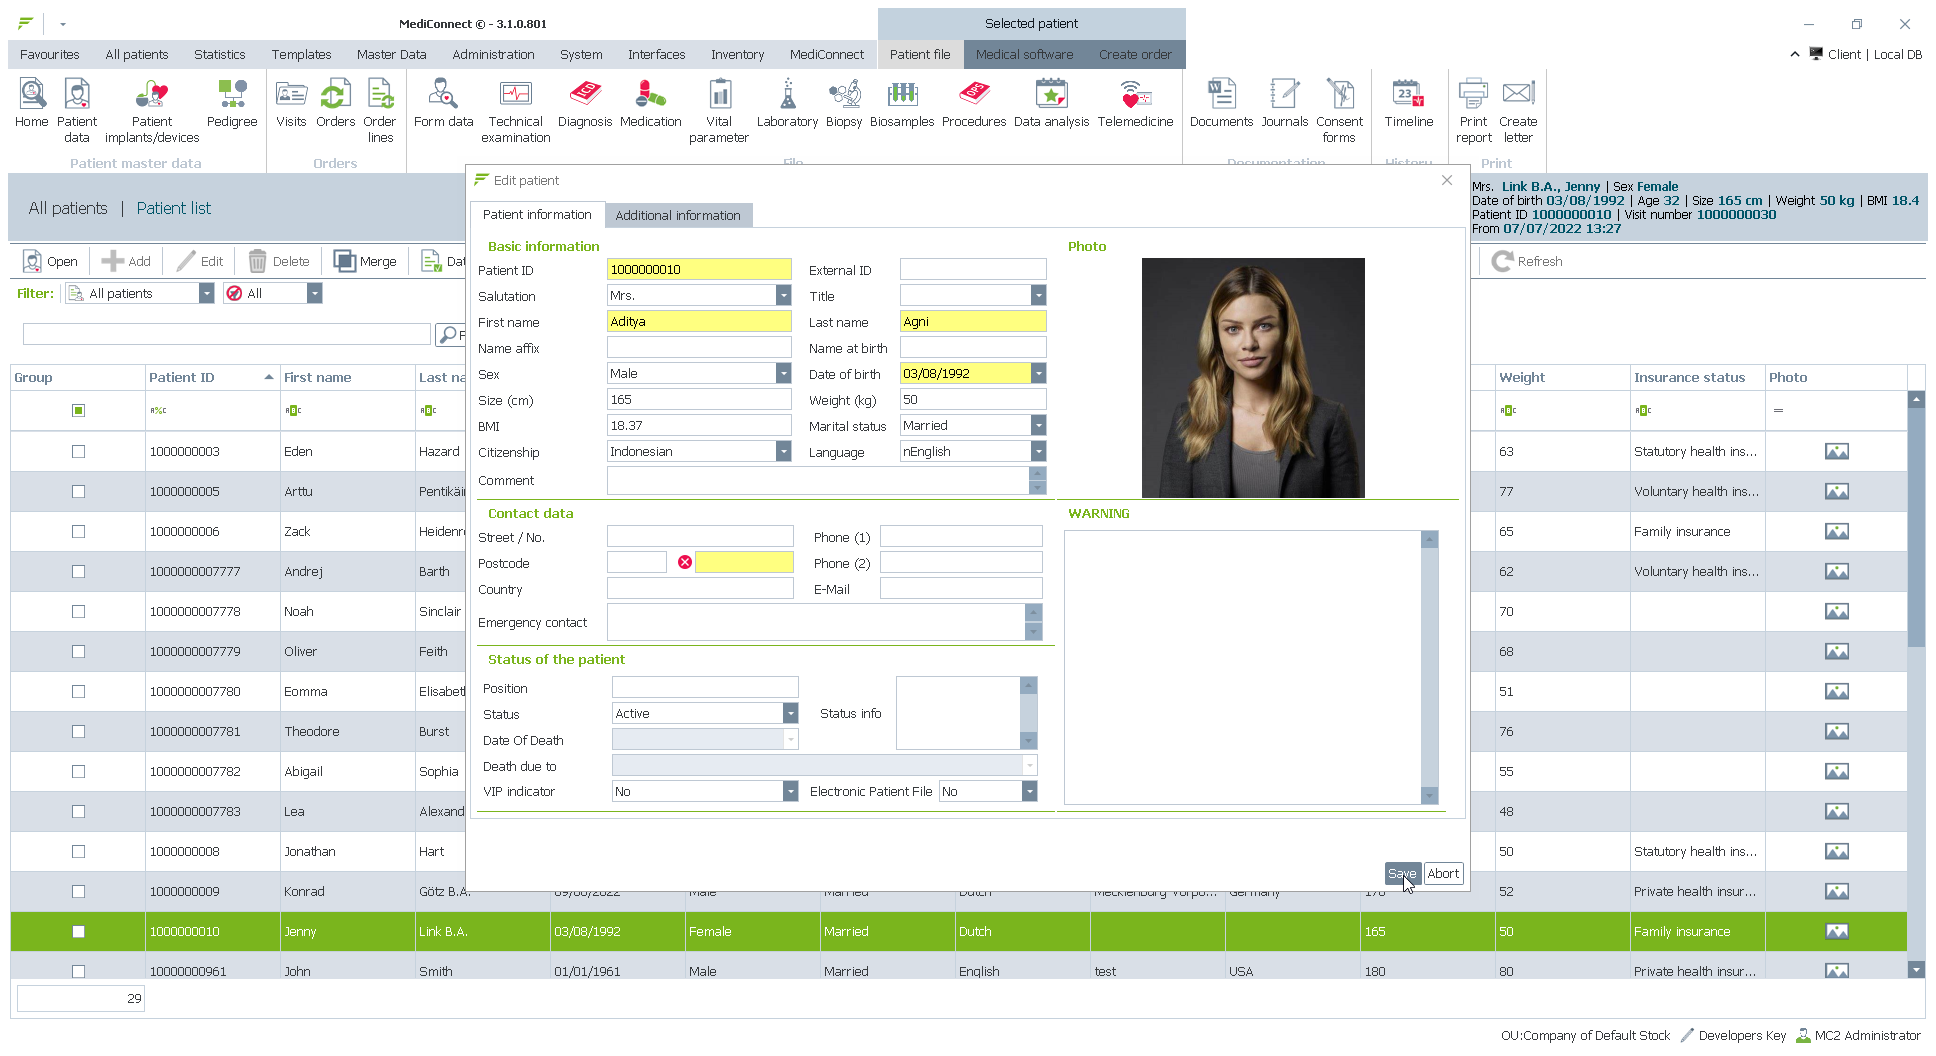 MediConnect © - 3.1.0.801
Selected patient
Favourites All patients Statistics Templates Master Data Administration System Interfaces Inventory MediConnect Patient file Medical software Create order
Client | Local DB
Home Patient data Patient implants/devices Pedigree Visits Orders Order lines Form data Technical examination Diagnosis Medication Vital parameter Laboratory Biopsy Biosamples Procedures Data analysis Telemedicine Documents Journals Consent forms Timeline Print report Create letter
Patient master data Orders File Documentation History Print
All patients | Patient list
Mrs. Link B.A., Jenny | Sex Female
Date of birth 03/08/1992 | Age 32 | Size 165 cm | Weight 50 kg | BMI 18.4
Patient ID 1000000010 | Visit number 1000000030
From 07/07/2022 13:27
Open Add Edit Delete Merge Refresh
Filter: All patients All
Edit patient
Patient information Additional information
Basic information
Patient ID 1000000010 External ID
Salutation Mrs. Title
First name Aditya Last name Agni
Name affix Name at birth
Sex Male Date of birth 03/08/1992
Size (cm) 165 Weight (kg) 50
BMI 18.37 Marital status Married
Citizenship Indonesian Language nEnglish
Comment
Photo
Contact data
Street / No. Phone (1)
Postcode Phone (2)
Country E-Mail
Emergency contact
WARNING
Status of the patient
Position
Status Active Status info
Date Of Death
Death due to
VIP indicator No Electronic Patient File No
Save Abort
Group Patient ID First name Last na Weight Insurance status Photo
1000000003 Eden Hazard 63 Statutory health ins...
1000000005 Arttu Pentikäi 77 Voluntary health ins...
1000000006 Zack Heidenr 65 Family insurance
1000000007777 Andrej Barth 62 Voluntary health ins...
1000000007778 Noah Sinclair 70
1000000007779 Oliver Feith 68
1000000007780 Eomma Elisabet 51
1000000007781 Theodore Burst 76
1000000007782 Abigail Sophia 55
1000000007783 Lea Alexand 48
1000000008 Jonathan Hart 50 Statutory health ins...
1000000009 Konrad Götz B.A. 09/06/2022 Male Married Dutch Mecklenburg Vorpo... Germany 170 52 Private health insur...
1000000010 Jenny Link B.A. 03/08/1992 Female Married Dutch 165 50 Family insurance
10000000961 John Smith 01/01/1961 Male Married English test USA 180 80 Private health insur...
29
OU:Company of Default Stock Developers Key MC2 Administrator